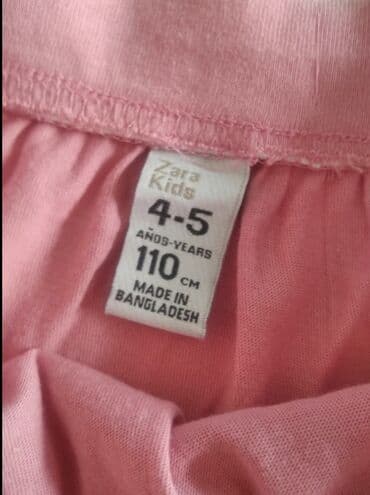 Zara
Kids
4-5
AÑOS-YEARS
110 CM
MADE IN
BANGLADESH